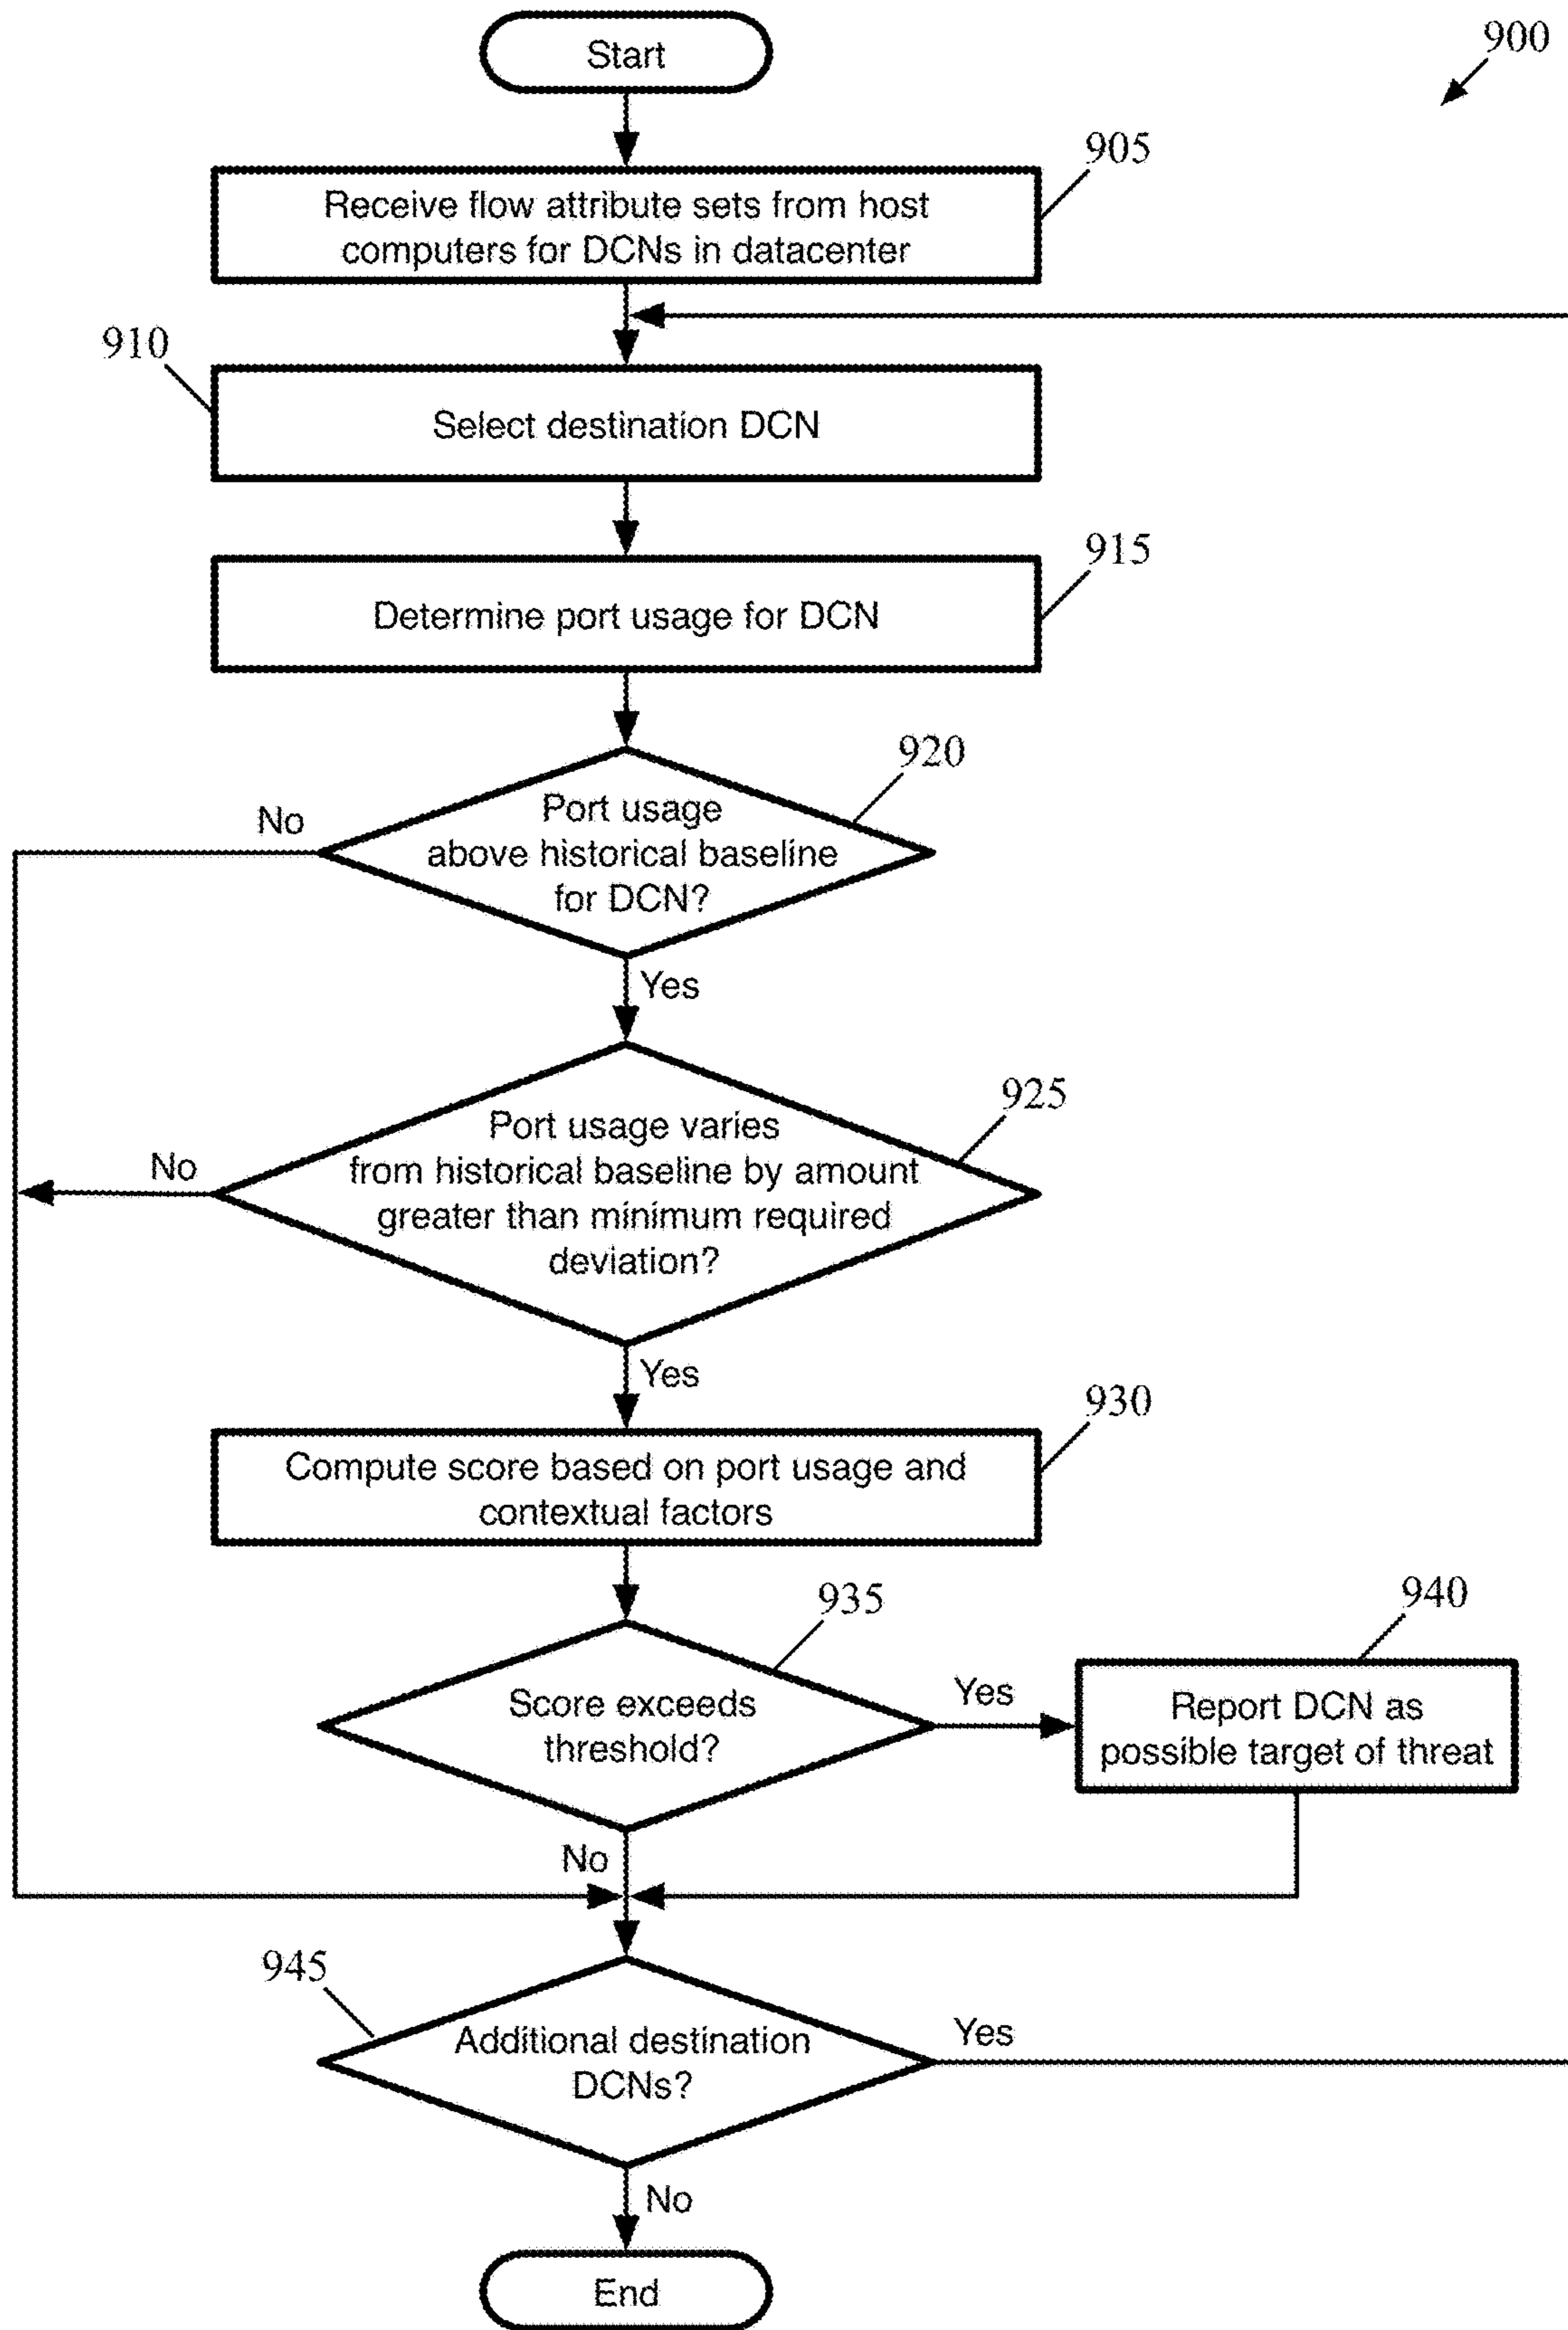 Start
900
905
Receive flow attribute sets from host
computers for DCNs in datacenter
910
Select destination DCN
915
Determine port usage for DCN
920
Port usage
above historical baseline
for DCN?
No
Yes
925
Port usage varies
from historical baseline by amount
greater than minimum required
deviation?
No
Yes
930
Compute score based on port usage and
contextual factors
935
Score exceeds
threshold?
Yes
940
Report DCN as
possible target of threat
No
945
Additional destination
DCNs?
Yes
No
End